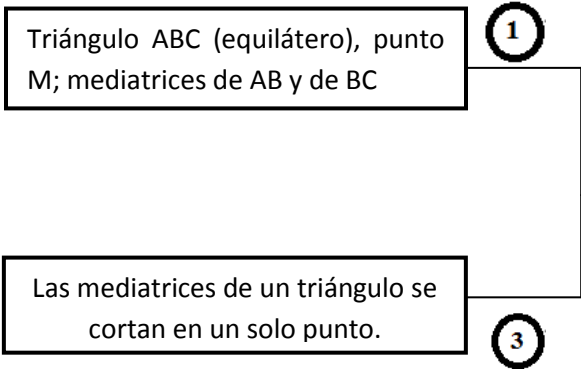 Triángulo ABC (equilátero), punto
M; mediatrices de AB y de BC
1
Las mediatrices de un triángulo se
cortan en un solo punto.
3